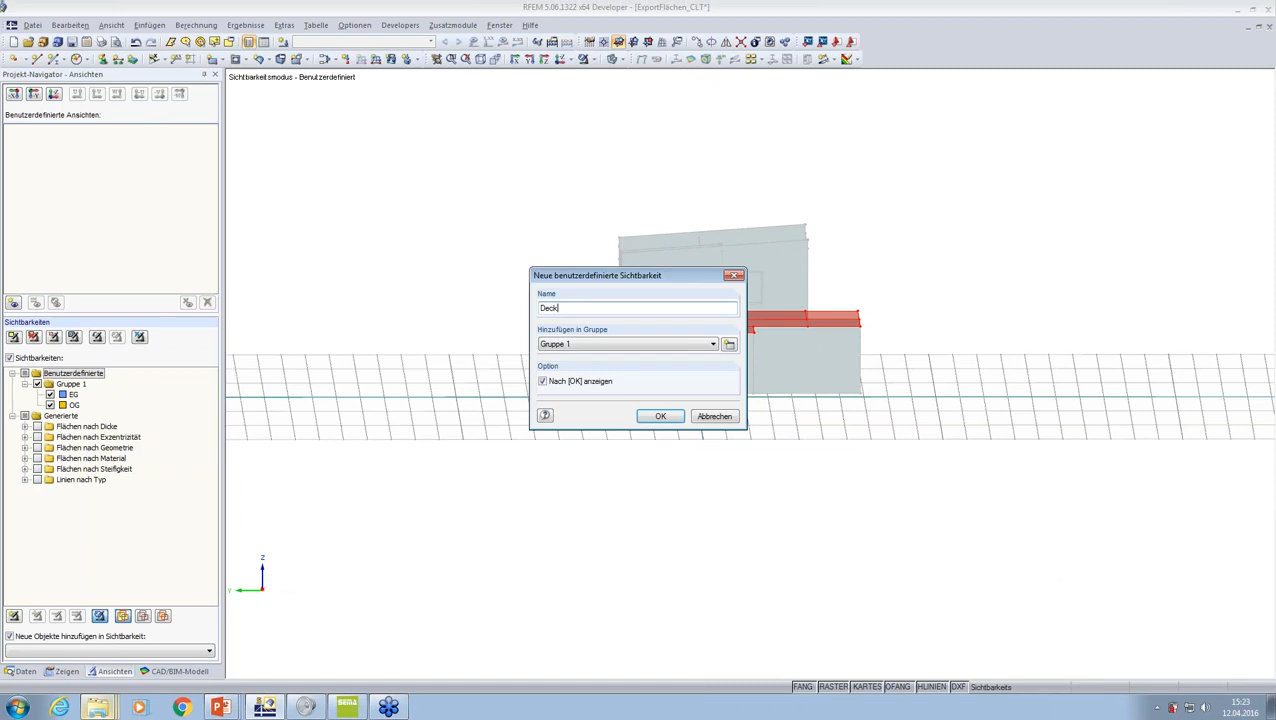 RFEM 5.06.1322 x64 Developer - [ExportFlächen_CLT*]
Datei Bearbeiten Ansicht Einfügen Berechnung Ergebnisse Extras Tabelle Optionen Developers Zusatzmodule Fenster Hilfe
Projekt-Navigator - Ansichten
Sichtbarkeitsmodus - Benutzerdefiniert
Benutzerdefinierte Ansichten:
Sichtbarkeiten
Sichtbarkeiten:
Benutzerdefinierte
Gruppe 1
EG
OG
Generierte
Flächen nach Dicke
Flächen nach Exzentrizität
Flächen nach Geometrie
Flächen nach Material
Flächen nach Steifigkeit
Linien nach Typ
Neue benutzerdefinierte Sichtbarkeit
Name
Deck
Hinzufügen in Gruppe
Gruppe 1
Option
Nach [OK] anzeigen
OK Abbrechen
Z
Y
Neue Objekte hinzufügen in Sichtbarkeit:
Daten Zeigen Ansichten CAD/BIM-Modell
FANG RASTER KARTES OFANG HLINIEN DXF Sichtbarkeits
SEMA
15:23
12.04.2016